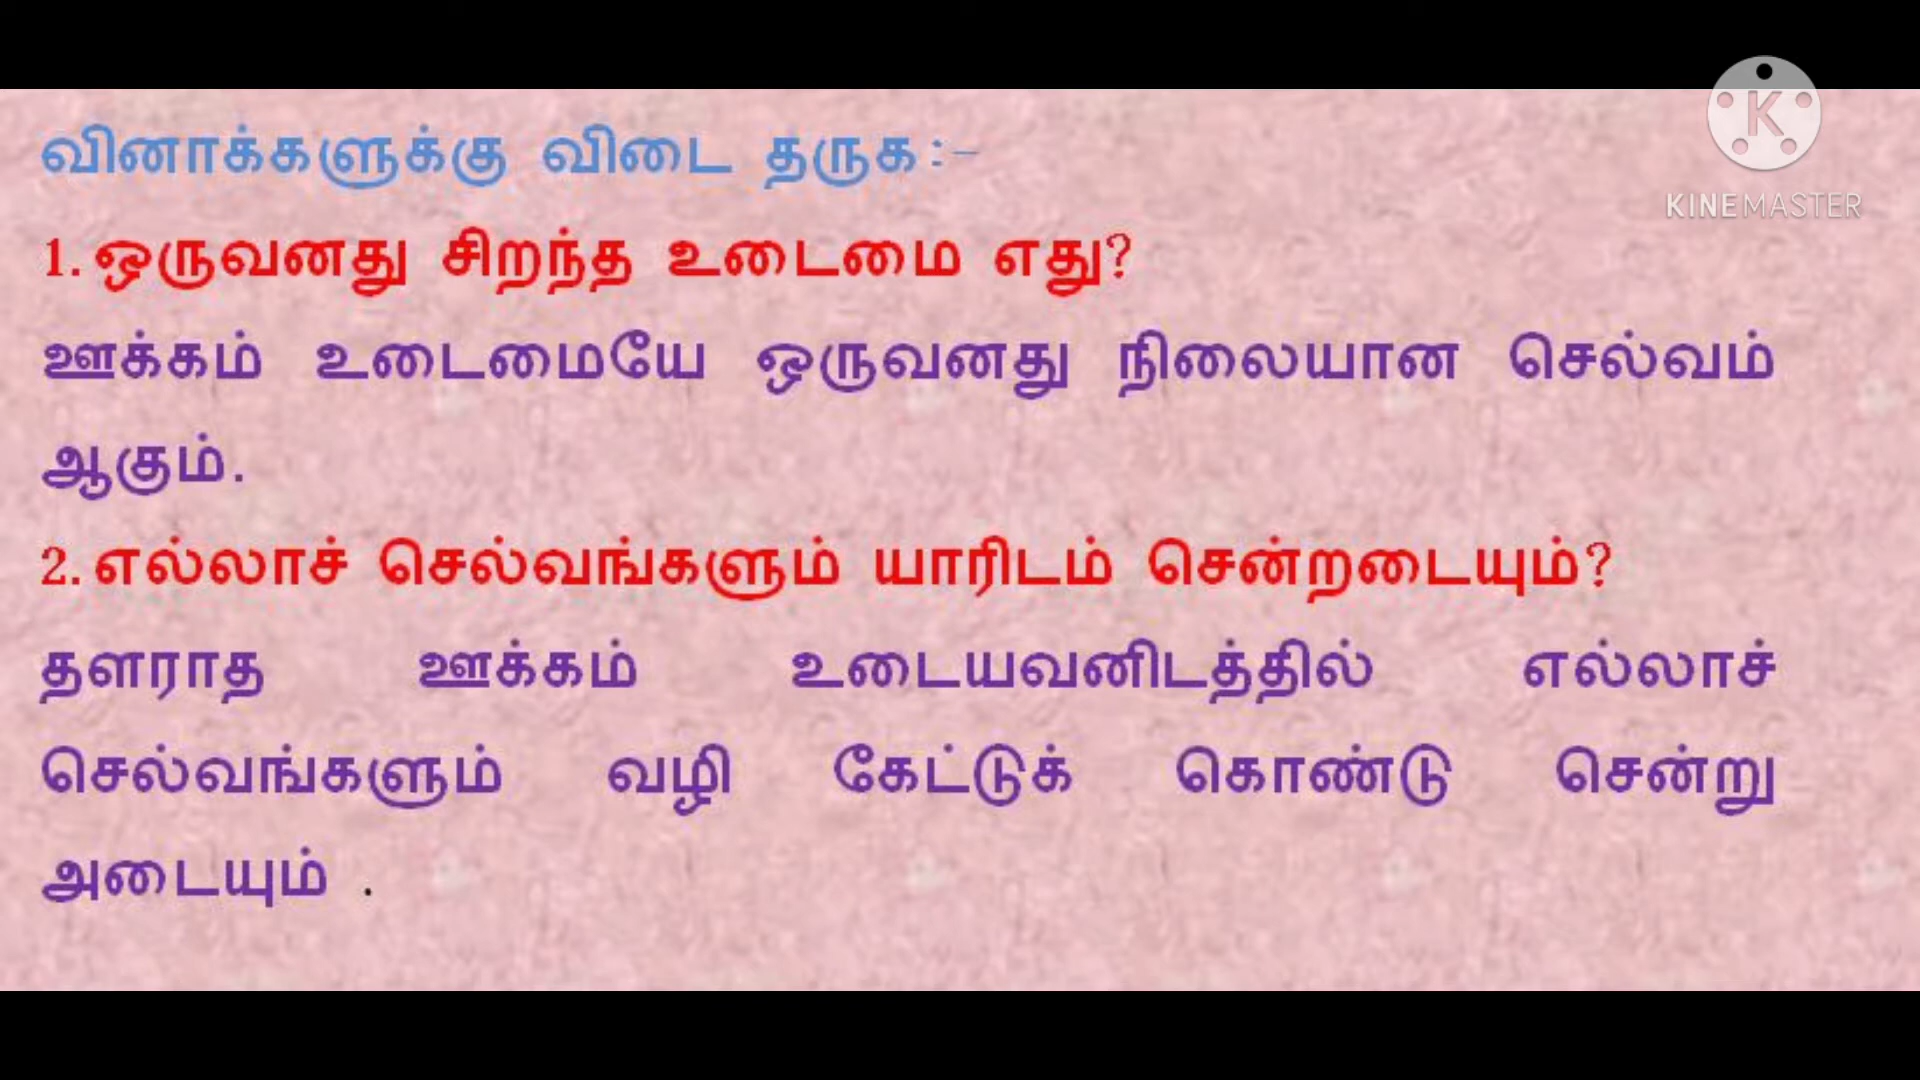 வினாக்களுக்கு விடை தருக:-
1.ஒருவனது சிறந்த உடைமை எது?
ஊக்கம் உடைமையே ஒருவனது நிலையான செல்வம்
ஆகும்.
2.எல்லாச் செல்வங்களும் யாரிடம் சென்றடையும்?
தளராத ஊக்கம் உடையவனிடத்தில் எல்லாச்
செல்வங்களும் வழி கேட்டுக் கொண்டு சென்று
அடையும் .
K
KINEMASTER